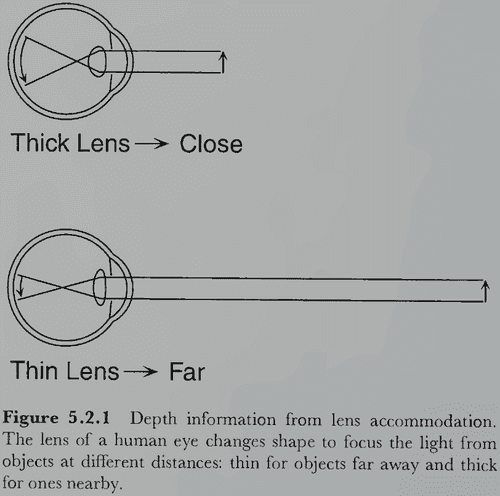 Thick Lens → Close
Thin Lens → Far
Figure 5.2.1 Depth information from lens accommodation.
The lens of a human eye changes shape to focus the light from
objects at different distances: thin for objects far away and thick
for ones nearby.